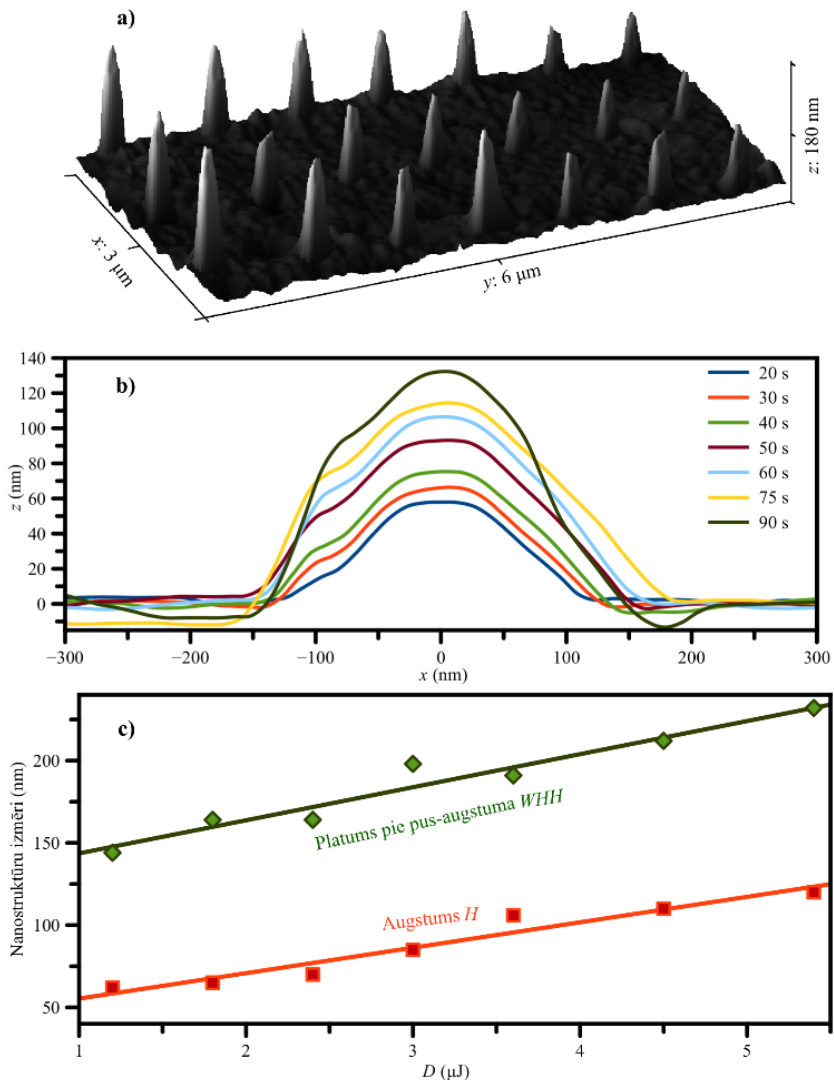 a)
z: 180 nm
x: 3 μm
y: 6 μm
b)
140
120
100
80
60
40
20
0
z (nm)
20 s
30 s
40 s
50 s
60 s
75 s
90 s
−300
−200
−100
0
100
200
300
x (nm)
c)
200
150
100
50
Nanostruktūru izmēri (nm)
Platums pie pus-augstuma WHH
Augstums H
1
2
3
4
5
D (μJ)